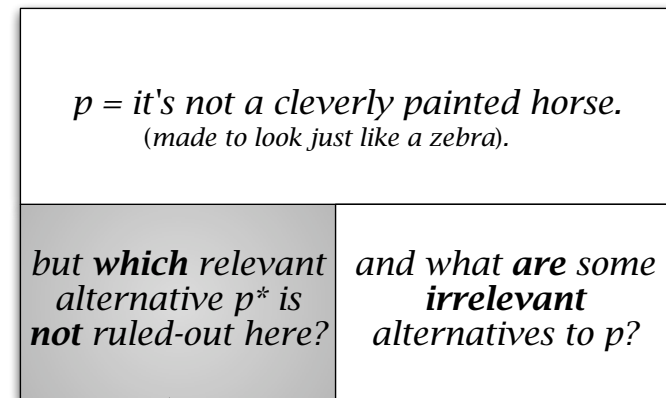 p = it's not a cleverly painted horse.
(made to look just like a zebra).
but which relevant
alternative p* is
not ruled-out here?
and what are some
irrelevant
alternatives to p?